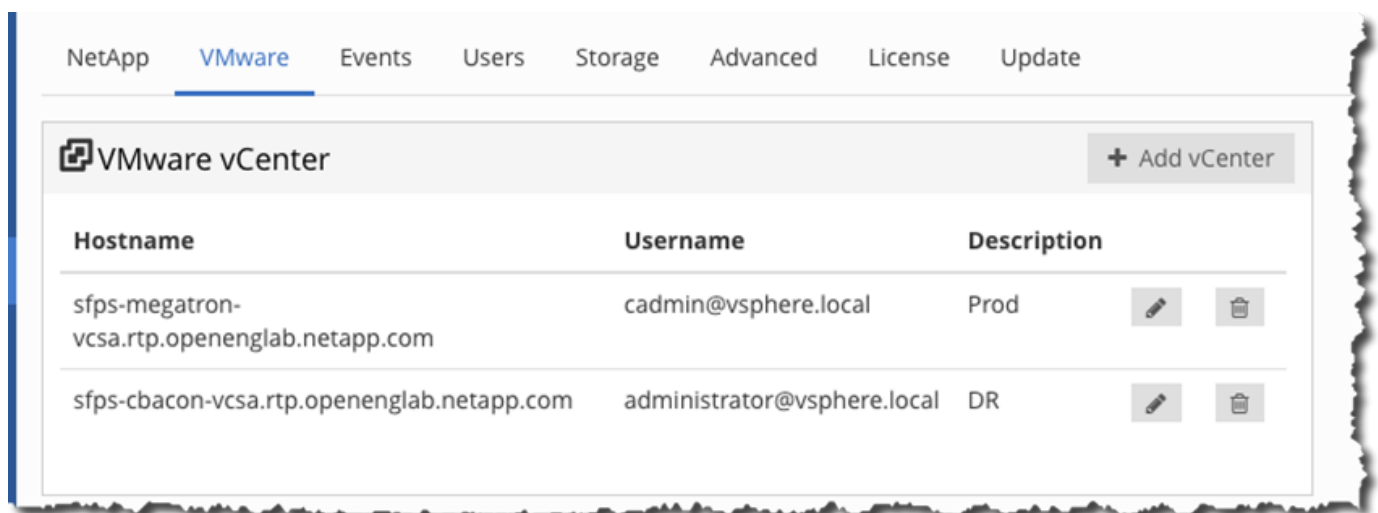 NetApp VMware Events Users Storage Advanced License Update
VMware vCenter + Add vCenter
Hostname Username Description
sfps-megatron- cadmin@vsphere.local Prod
vcsa.rtp.openenglab.netapp.com
sfps-cbacon-vcsa.rtp.openenglab.netapp.com administrator@vsphere.local DR